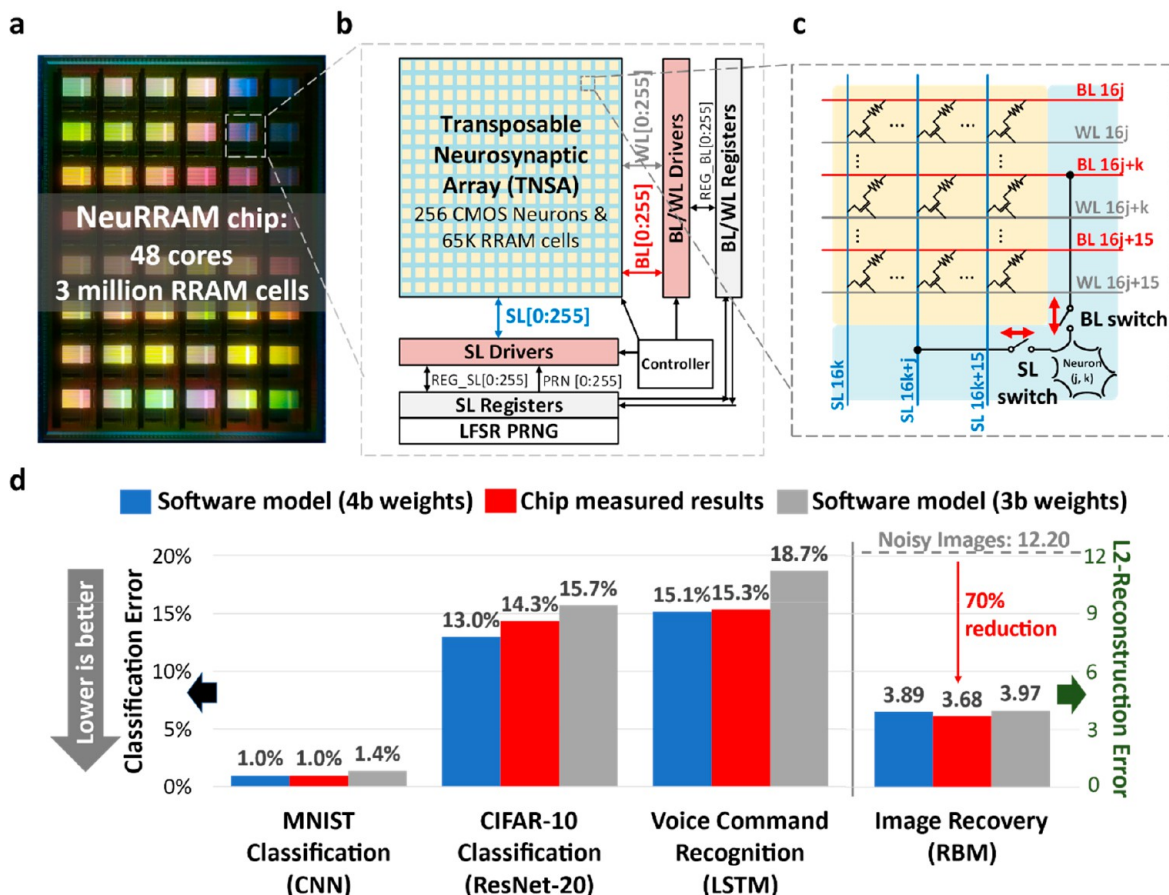 a
NeuRRAM chip:
48 cores
3 million RRAM cells
b
Transposable
Neurosynaptic
Array (TNSA)
256 CMOS Neurons &
65K RRAM cells
WL[0:255]
BL[0:255]
BL/WL Drivers
REG_BL[0:255]
BL/WL Registers
SL[0:255]
SL Drivers
Controller
REG_SL[0:255]
PRN [0:255]
SL Registers
LFSR PRNG
c
BL 16j
WL 16j
BL 16j+k
WL 16j+k
BL 16j+15
WL 16j+15
BL switch
SL
switch
Neuron
(j, k)
SL 16k
SL 16k+j
SL 16k+15
d
Software model (4b weights)
Chip measured results
Software model (3b weights)
Lower is better
Classification Error
20%
15%
10%
5%
0%
1.0%
1.0%
1.4%
13.0%
14.3%
15.7%
15.1%
15.3%
18.7%
Noisy Images: 12.20
70%
reduction
3.89
3.68
3.97
12
9
6
3
0
L2-Reconstruction Error
MNIST
Classification
(CNN)
CIFAR-10
Classification
(ResNet-20)
Voice Command
Recognition
(LSTM)
Image Recovery
(RBM)